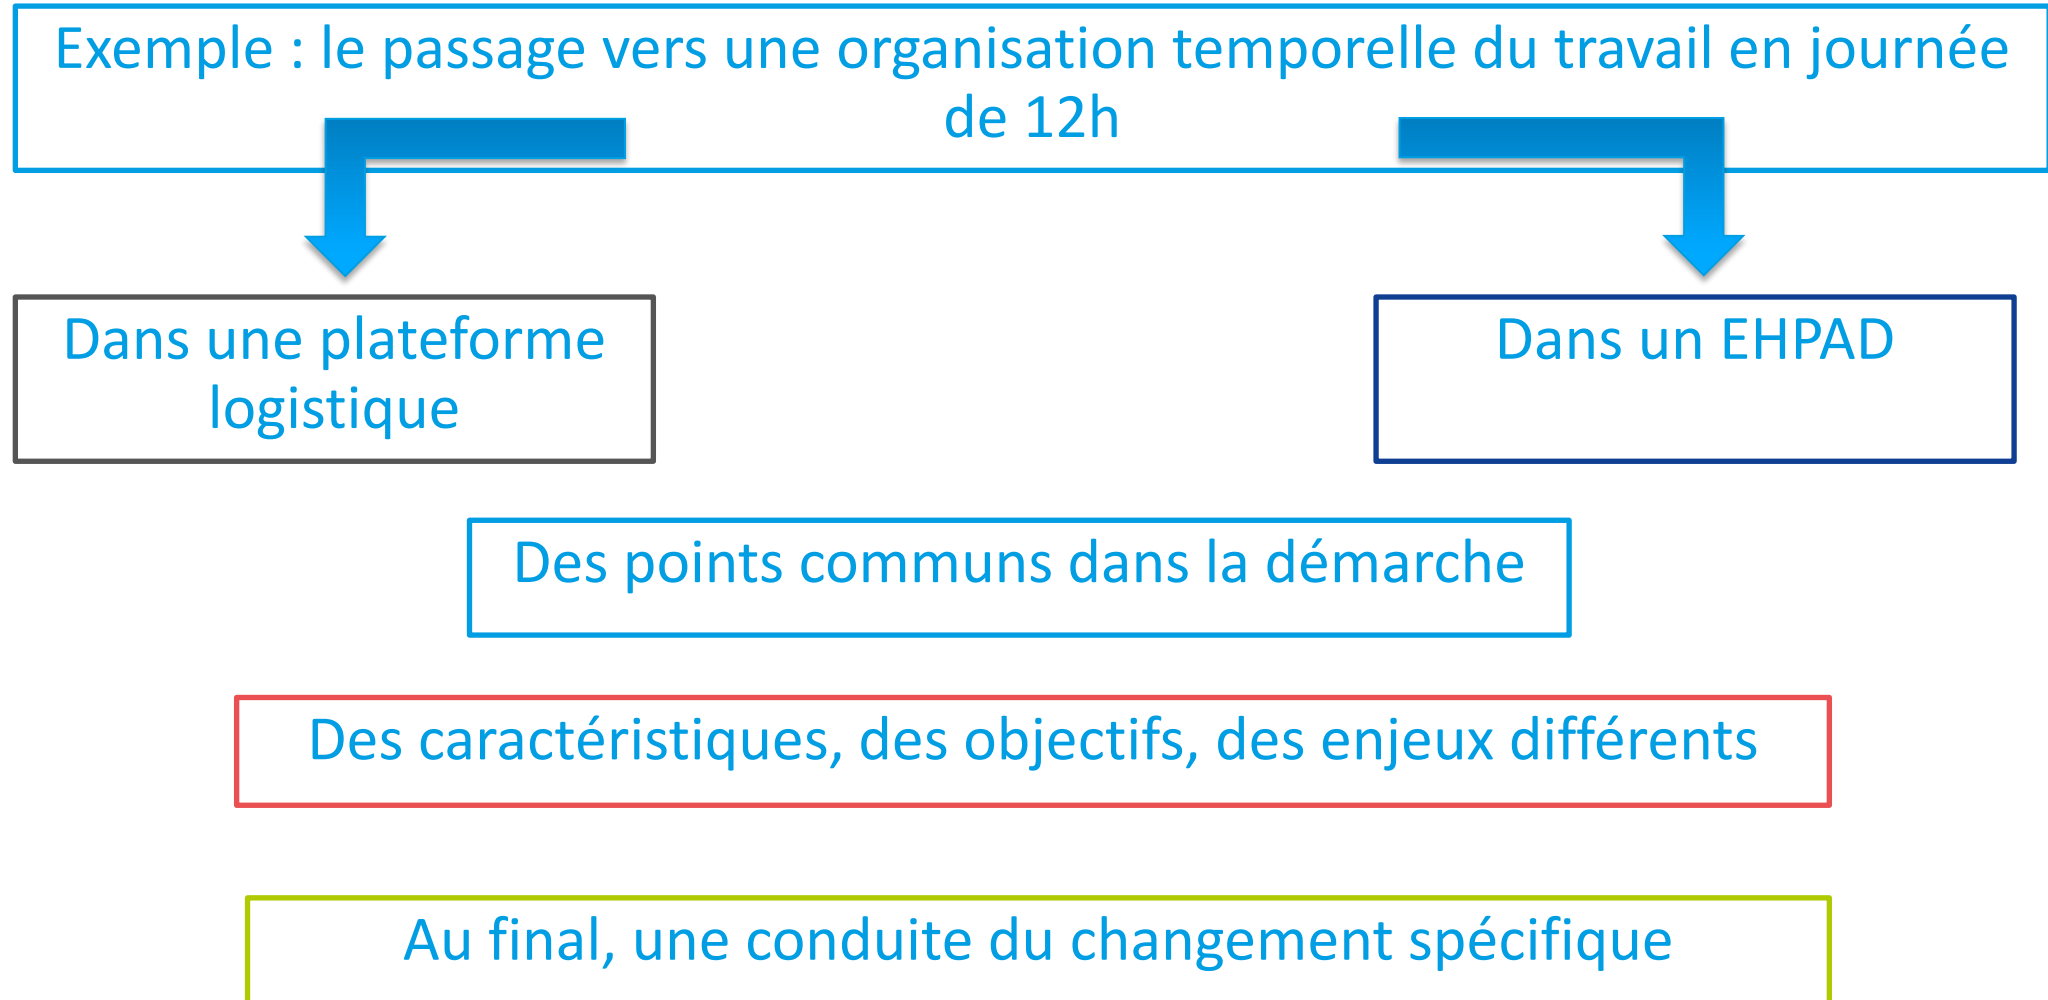 Exemple : le passage vers une organisation temporelle du travail en journée
de 12h
Dans une plateforme
logistique
Dans un EHPAD
Des points communs dans la démarche
Des caractéristiques, des objectifs, des enjeux différents
Au final, une conduite du changement spécifique